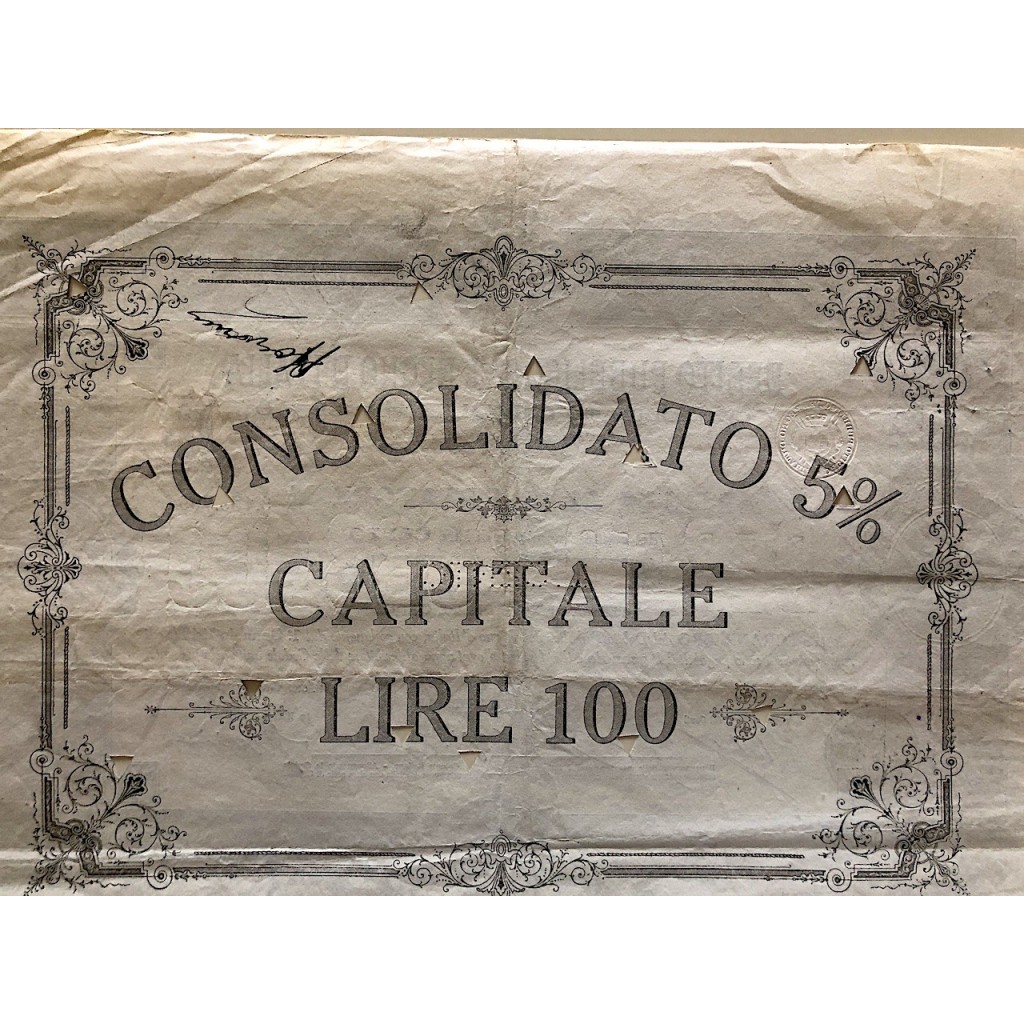 CONSOLIDATO 5%
CAPITALE
LIRE 100